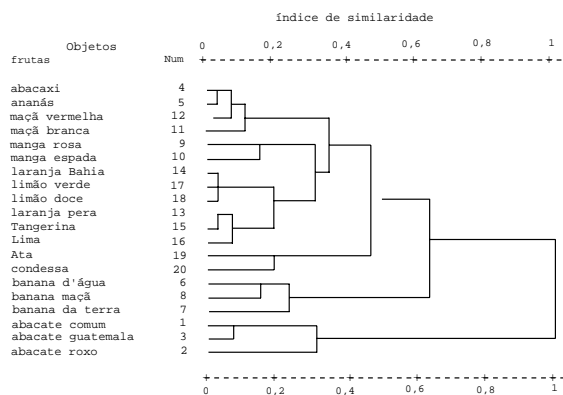 índice de similaridade
Objetos
frutas Num
0 0,2 0,4 0,6 0,8 1
abacaxi 4
ananás 5
maçã vermelha 12
maçã branca 11
manga rosa 9
manga espada 10
laranja Bahia 14
limão verde 17
limão doce 18
laranja pera 13
Tangerina 15
Lima 16
Ata 19
condessa 20
banana d'água 6
banana maçã 8
banana da terra 7
abacate comum 1
abacate guatemala 3
abacate roxo 2
0 0,2 0,4 0,6 0,8 1